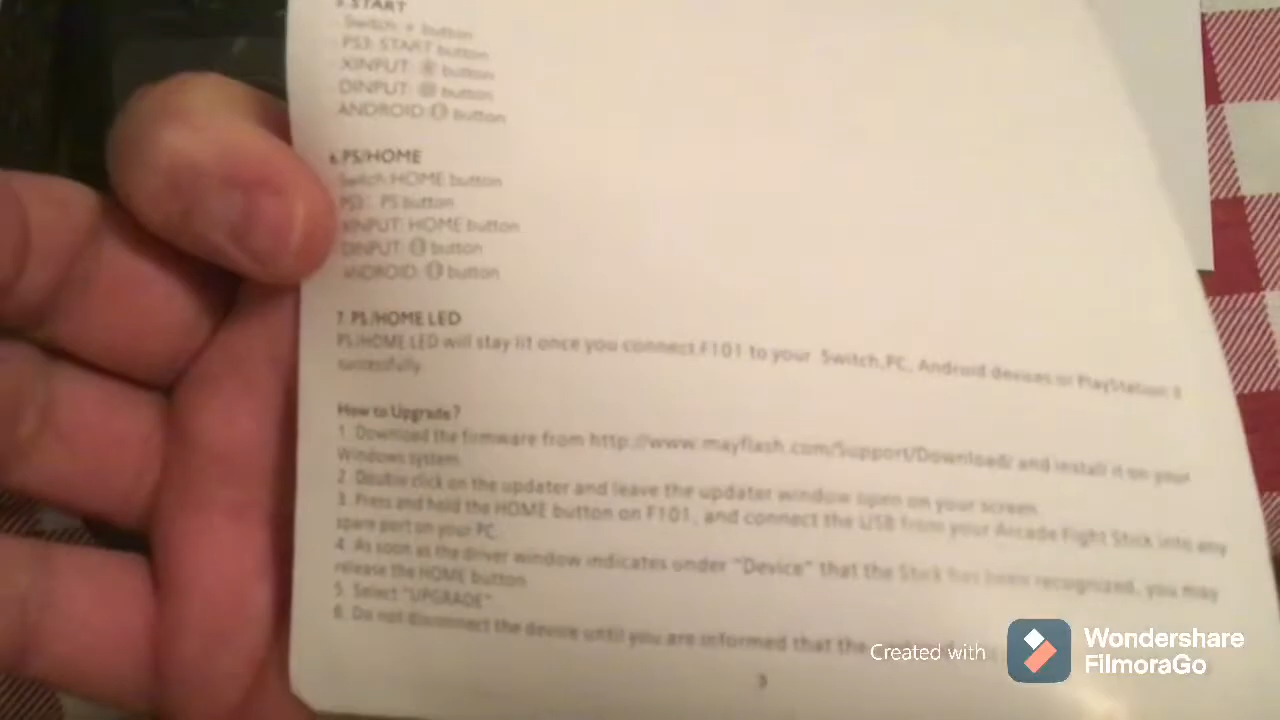 5.START
Switch: + button
PS3: START button
XINPUT: button
DINPUT: button
ANDROID: button
6.PS/HOME
Switch:HOME button
PS3: PS button
XINPUT: HOME button
DINPUT: button
ANDROID: button
7.PS/HOME LED
PS/HOME LED will stay lit once you connect F101 to your Switch,PC, Android devices or PlayStation 3
successfully
How to Upgrade?
1. Download the firmware from http://www.mayflash.com/Support/Download/ and install it on your
Windows system.
2. Double click on the updater and leave the updater window open on your screen.
3. Press and hold the HOME button on F101, and connect the USB from your Arcade Fight Stick into any
spare port on your PC.
4. As soon as the driver window indicates under "Device" that the Stick has been recognized, you may
release the HOME button
5. Select "UPGRADE"
6. Do not disconnect the device until you are informed that the
3
Created with Wondershare
FilmoraGo